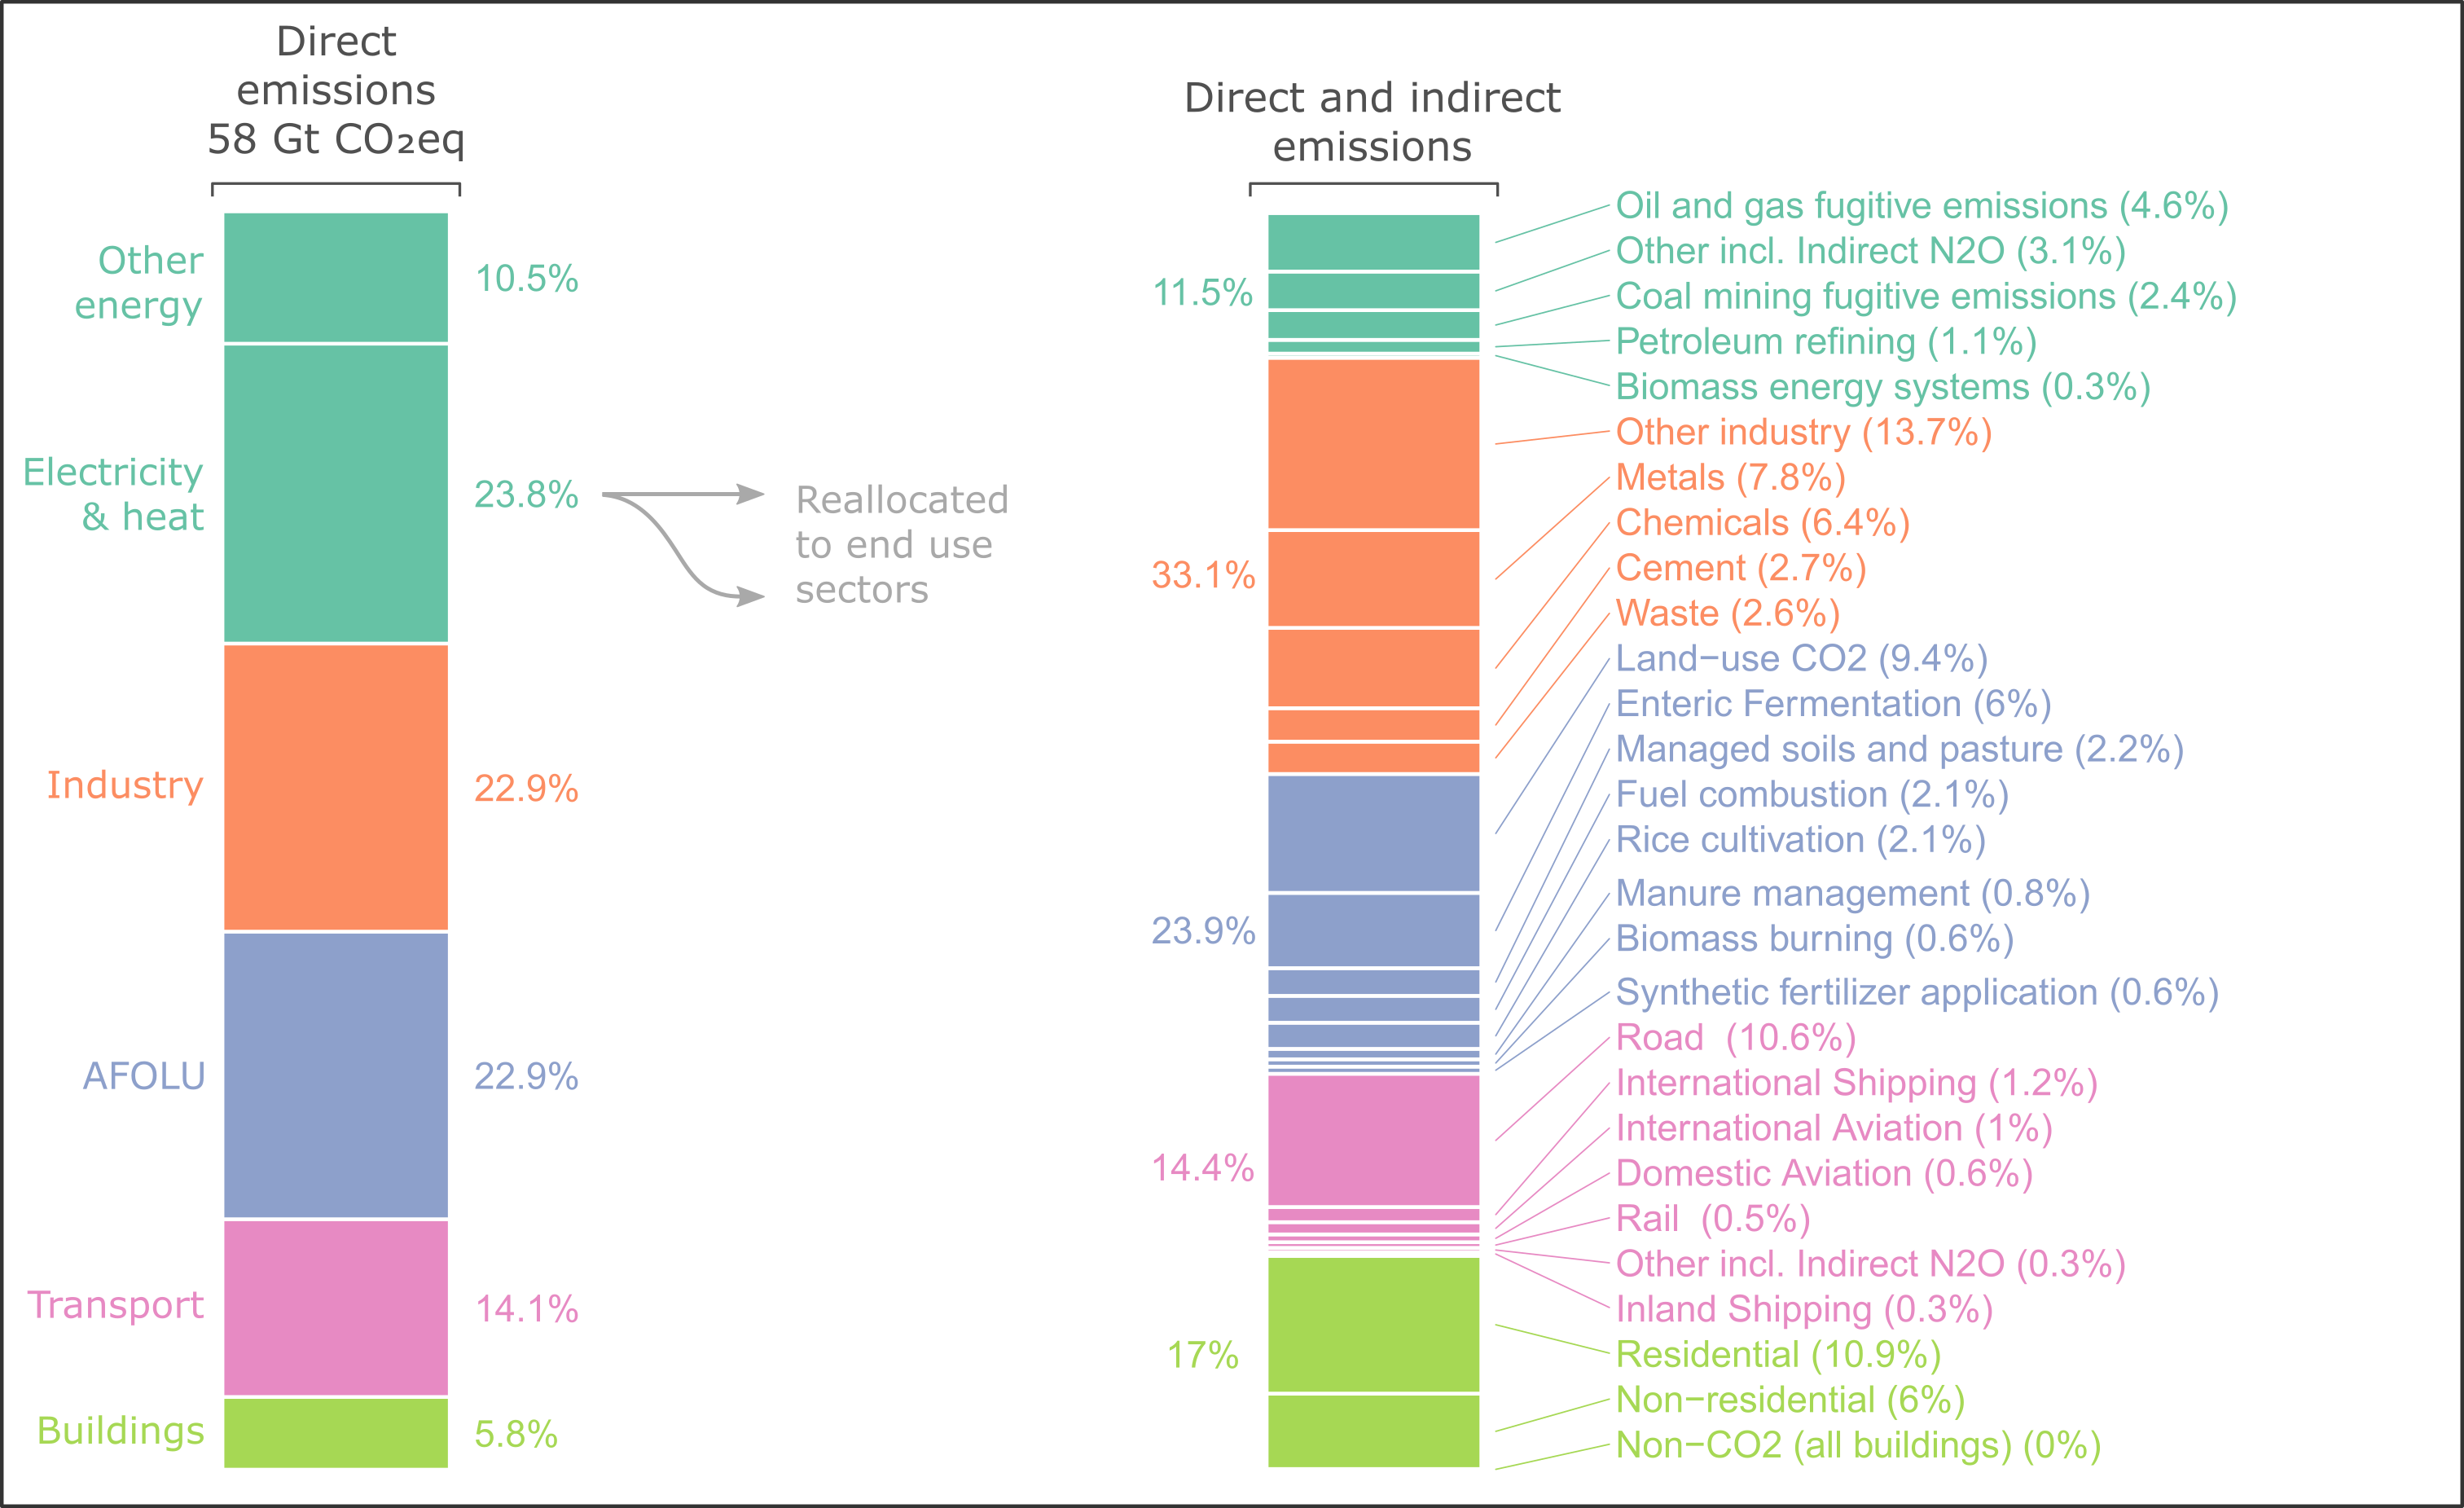 Direct
emissions
58 Gt CO₂eq
Other
energy
10.5%
Electricity
& heat
23.8%
Industry
22.9%
AFOLU
22.9%
Transport
14.1%
Buildings
5.8%
Reallocated
to end use
sectors
Direct and indirect
emissions
11.5%
33.1%
23.9%
14.4%
17%
Oil and gas fugitive emissions (4.6%)
Other incl. Indirect N2O (3.1%)
Coal mining fugitive emissions (2.4%)
Petroleum refining (1.1%)
Biomass energy systems (0.3%)
Other industry (13.7%)
Metals (7.8%)
Chemicals (6.4%)
Cement (2.7%)
Waste (2.6%)
Land−use CO2 (9.4%)
Enteric Fermentation (6%)
Managed soils and pasture (2.2%)
Fuel combustion (2.1%)
Rice cultivation (2.1%)
Manure management (0.8%)
Biomass burning (0.6%)
Synthetic fertilizer application (0.6%)
Road (10.6%)
International Shipping (1.2%)
International Aviation (1%)
Domestic Aviation (0.6%)
Rail (0.5%)
Other incl. Indirect N2O (0.3%)
Inland Shipping (0.3%)
Residential (10.9%)
Non−residential (6%)
Non−CO2 (all buildings) (0%)